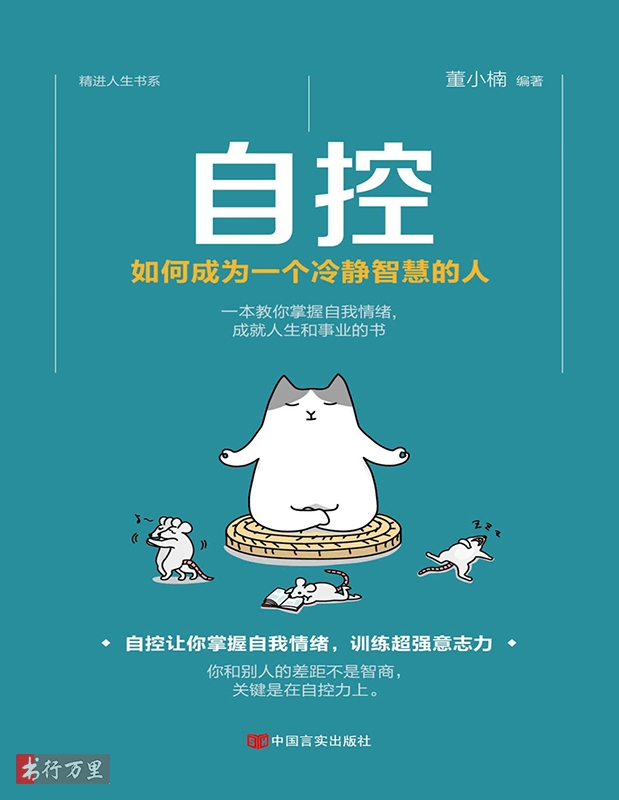 精进人生书系
董小楠 编著
自控
如何成为一个冷静智慧的人
一本教你掌握自我情绪，
成就人生和事业的书
zzz
自控让你掌握自我情绪，训练超强意志力
你和别人的差距不是智商，
关键是在自控力上。
中国言实出版社
书行万里